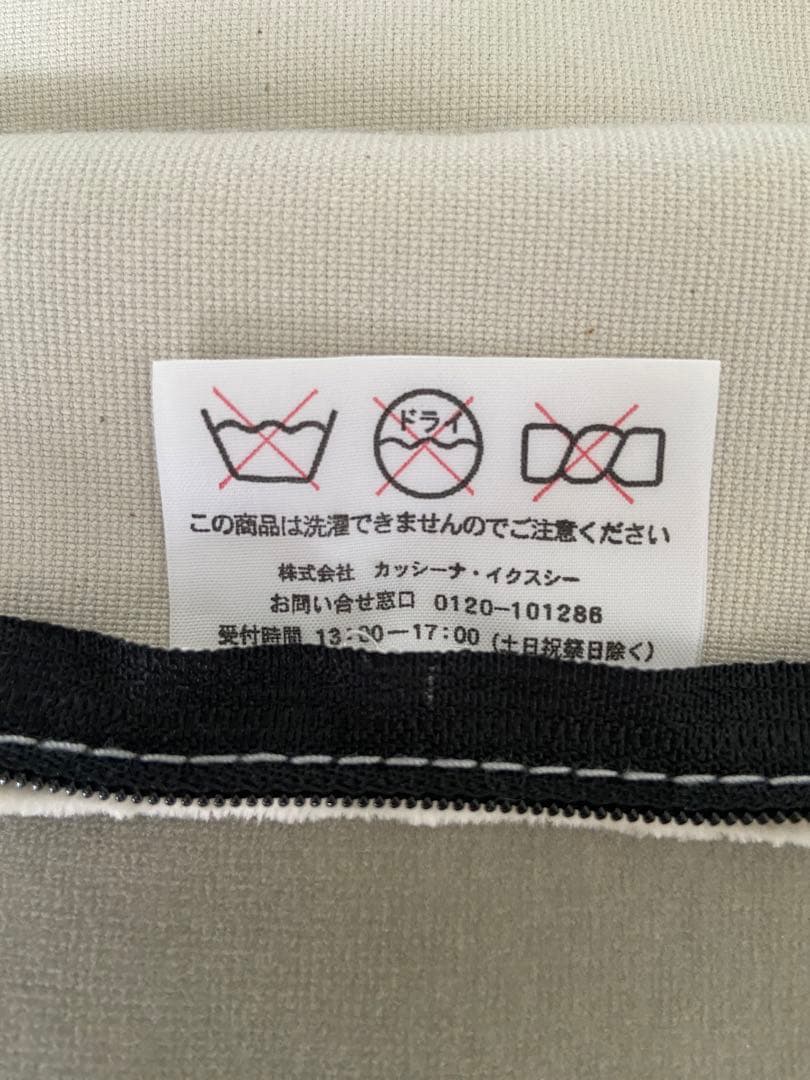 ドライ
この商品は洗濯できませんのでご注意ください
株式会社 カッシーナ・イクスシー
お問い合せ窓口 0120-101286
受付時間 -17:00 (土日祝祭日除く)